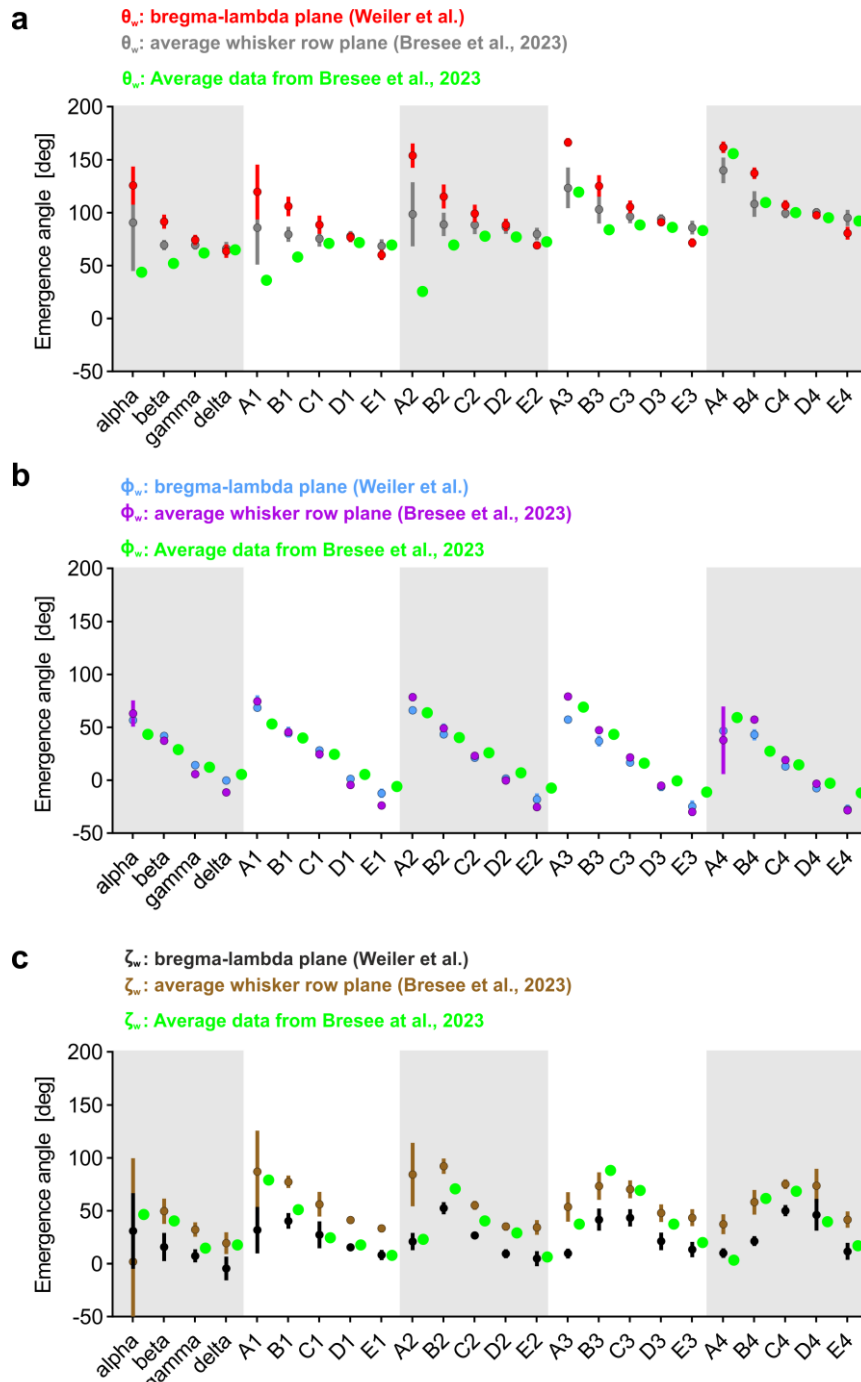 a
θw: bregma-lambda plane (Weiler et al.)
θw: average whisker row plane (Bresee et al., 2023)
θw: Average data from Bresee et al., 2023
Emergence angle [deg]
200
150
100
50
0
-50
alpha beta gamma delta A1 B1 C1 D1 E1 A2 B2 C2 D2 E2 A3 B3 C3 D3 E3 A4 B4 C4 D4 E4
b
ϕw: bregma-lambda plane (Weiler et al.)
ϕw: average whisker row plane (Bresee et al., 2023)
ϕw: Average data from Bresee et al., 2023
Emergence angle [deg]
200
150
100
50
0
-50
alpha beta gamma delta A1 B1 C1 D1 E1 A2 B2 C2 D2 E2 A3 B3 C3 D3 E3 A4 B4 C4 D4 E4
c
ζw: bregma-lambda plane (Weiler et al.)
ζw: average whisker row plane (Bresee et al., 2023)
ζw: Average data from Bresee at al., 2023
Emergence angle [deg]
200
150
100
50
0
-50
alpha beta gamma delta A1 B1 C1 D1 E1 A2 B2 C2 D2 E2 A3 B3 C3 D3 E3 A4 B4 C4 D4 E4